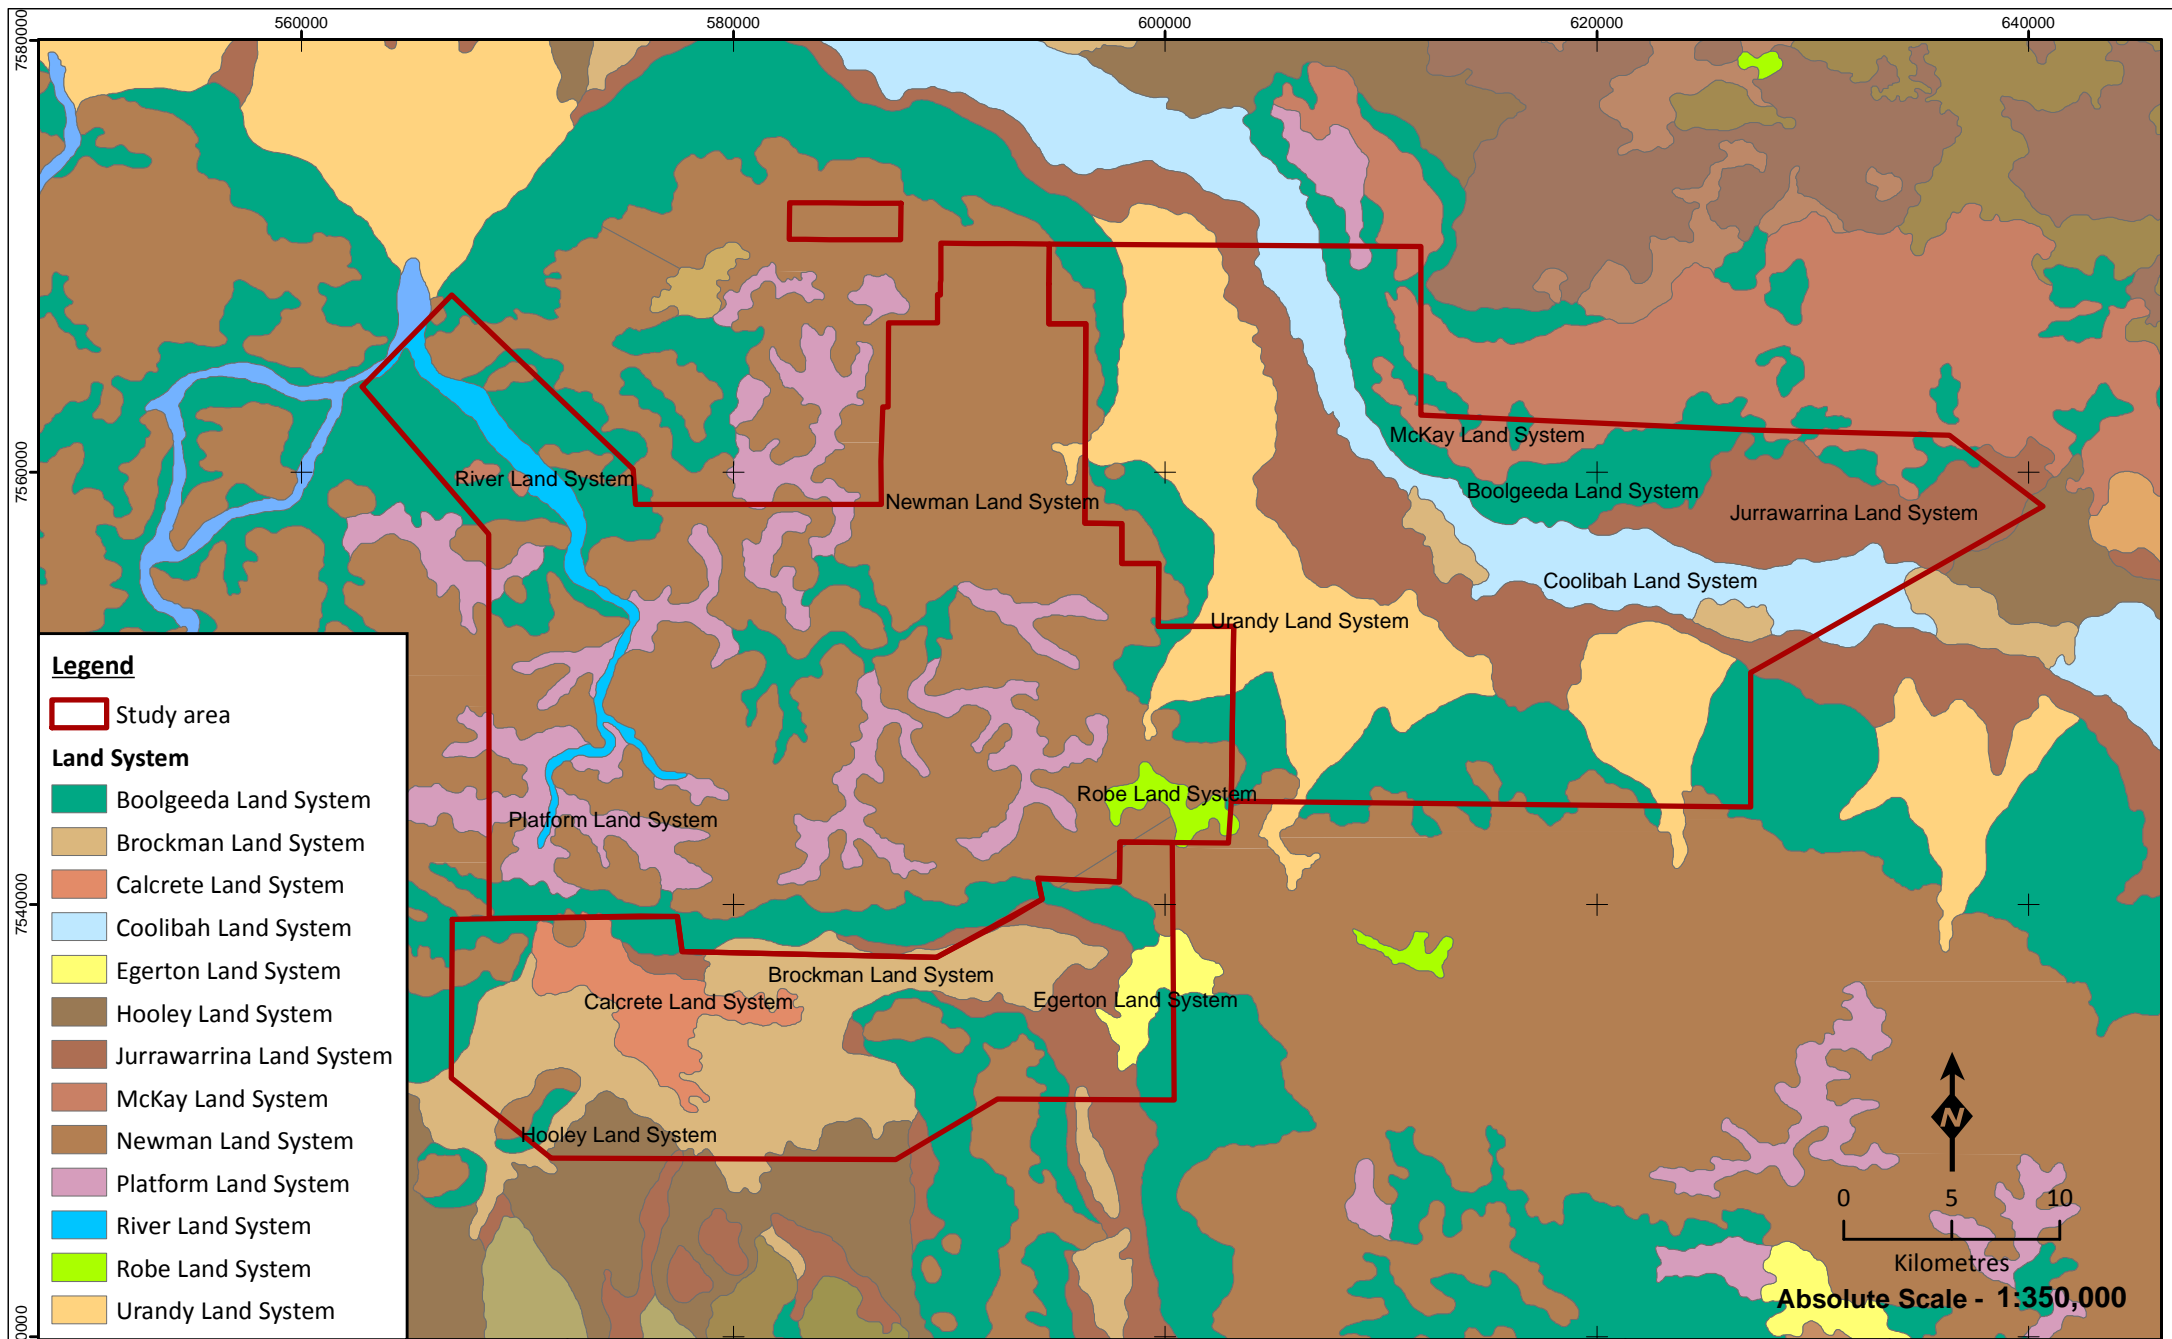 560000
580000
600000
620000
640000
7580000
7560000
7540000
0000
McKay Land System
River Land System
Boolgeeda Land System
Newman Land System
Jurrawarrina Land System
Coolibah Land System
Urandy Land System
Robe Land System
Platform Land System
Brockman Land System
Calcrete Land System
Egerton Land System
Hooley Land System
Legend
Study area
Land System
Boolgeeda Land System
Brockman Land System
Calcrete Land System
Coolibah Land System
Egerton Land System
Hooley Land System
Jurrawarrina Land System
McKay Land System
Newman Land System
Platform Land System
River Land System
Robe Land System
Urandy Land System
N
0 5 10
Kilometres
Absolute Scale - 1:350,000